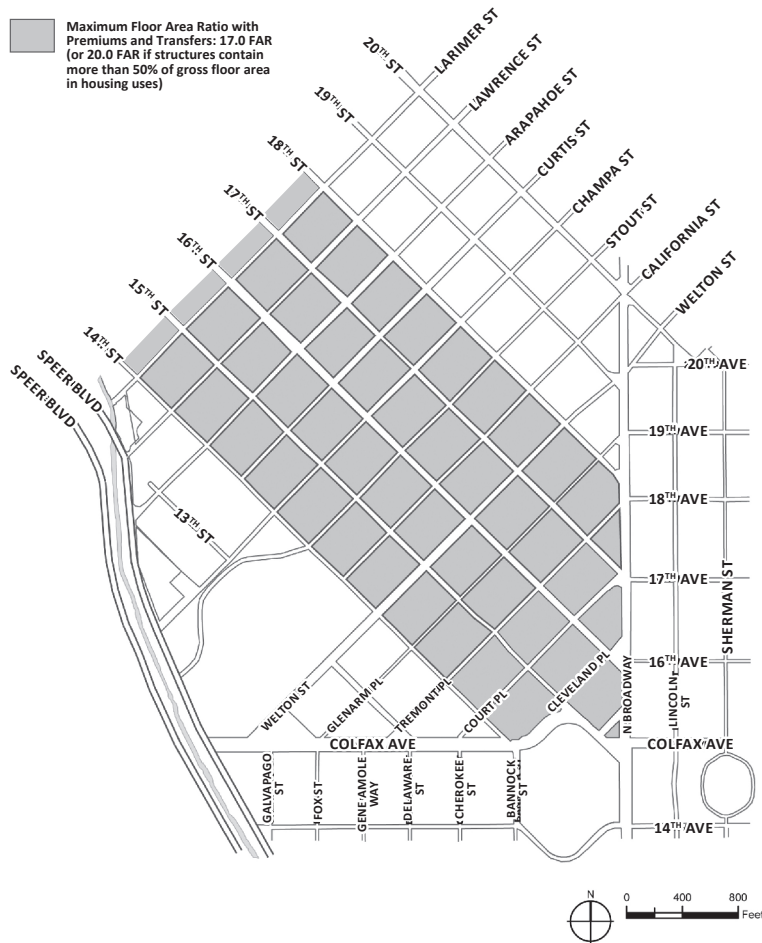 Maximum Floor Area Ratio with
Premiums and Transfers: 17.0 FAR
(or 20.0 FAR if structures contain
more than 50% of gross floor area
in housing uses)
LARIMER ST
20TH ST
LAWRENCE ST
19TH ST
ARAPAHOE ST
18TH ST
CURTIS ST
17TH ST
CHAMPA ST
16TH ST
STOUT ST
15TH ST
CALIFORNIA ST
14TH ST
WELTON ST
SPEER BLVD
SPEER BLVD
20TH AVE
19TH AVE
18TH AVE
13TH ST
17TH AVE
SHERMAN ST
16TH AVE
N BROADWAY
LINCOLN
ST
CLEVELAND PL
COURT PL
TREMONT PL
GLENARM PL
WELTON ST
COLFAX AVE
COLFAX AVE
GALVAPAGO
ST
FOX ST
GENE AMOLE
WAY
DELAWARE
ST
CHEROKEE
ST
BANNOCK
ST
14TH AVE
N
0 400 800
Feet